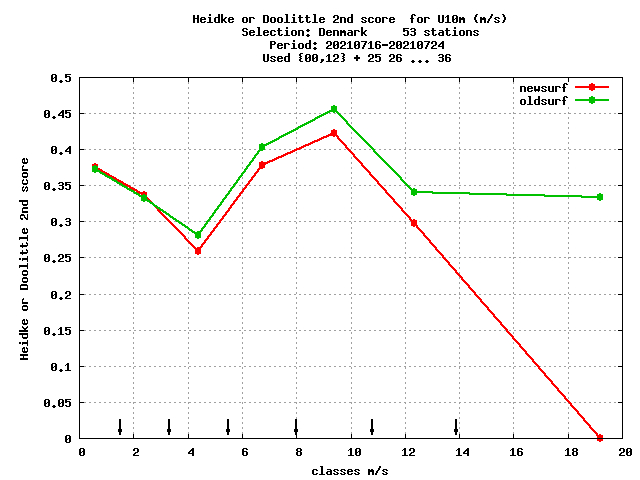 Heidke or Doolittle 2nd score  for U10m (m/s)
Selection: Denmark     53 stations
Period: 20210716-20210724
Used {00,12} + 25 26 ... 36
newsurf
oldsurf
Heidke or Doolittle 2nd score
0.5
0.45
0.4
0.35
0.3
0.25
0.2
0.15
0.1
0.05
0
0 2 4 6 8 10 12 14 16 18 20
classes m/s